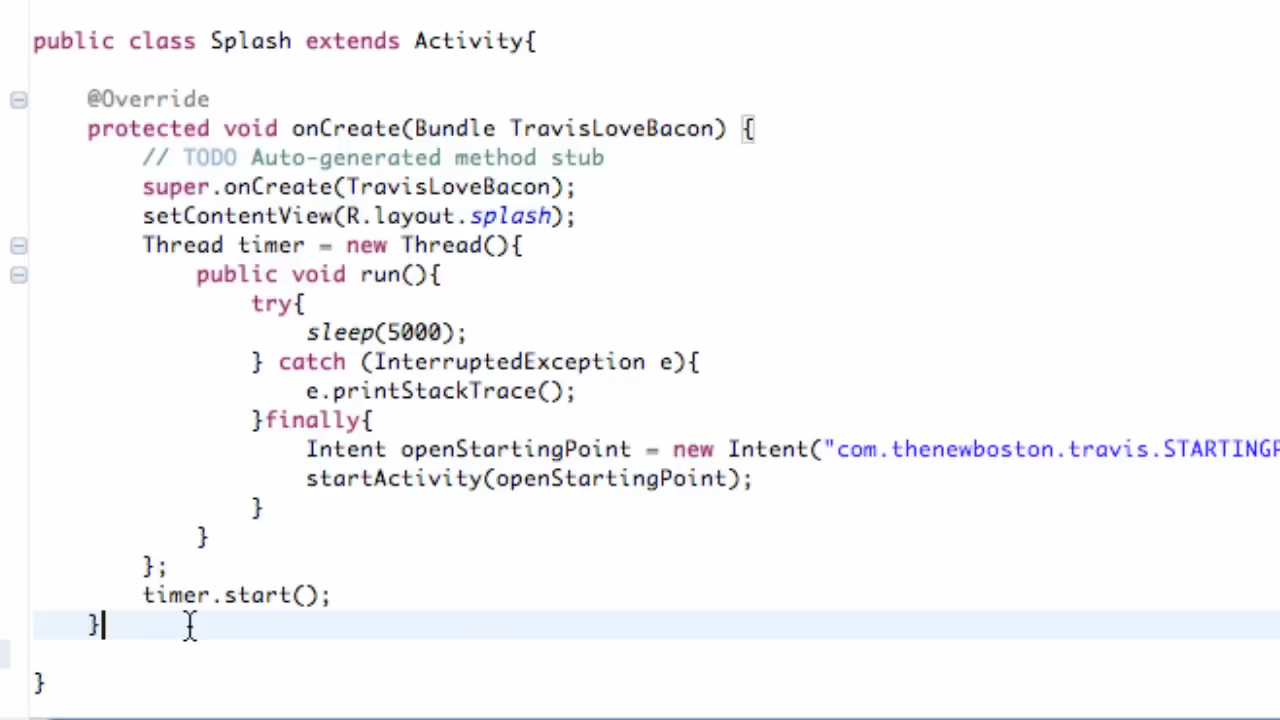 public class Splash extends Activity{
@Override
protected void onCreate(Bundle TravisLoveBacon) {
// TODO Auto-generated method stub
super.onCreate(TravisLoveBacon);
setContentView(R.layout.splash);
Thread timer = new Thread(){
public void run(){
try{
sleep(5000);
} catch (InterruptedException e){
e.printStackTrace();
}finally{
Intent openStartingPoint = new Intent("com.thenewboston.travis.STARTINGP
startActivity(openStartingPoint);
}
}
};
timer.start();
}
}